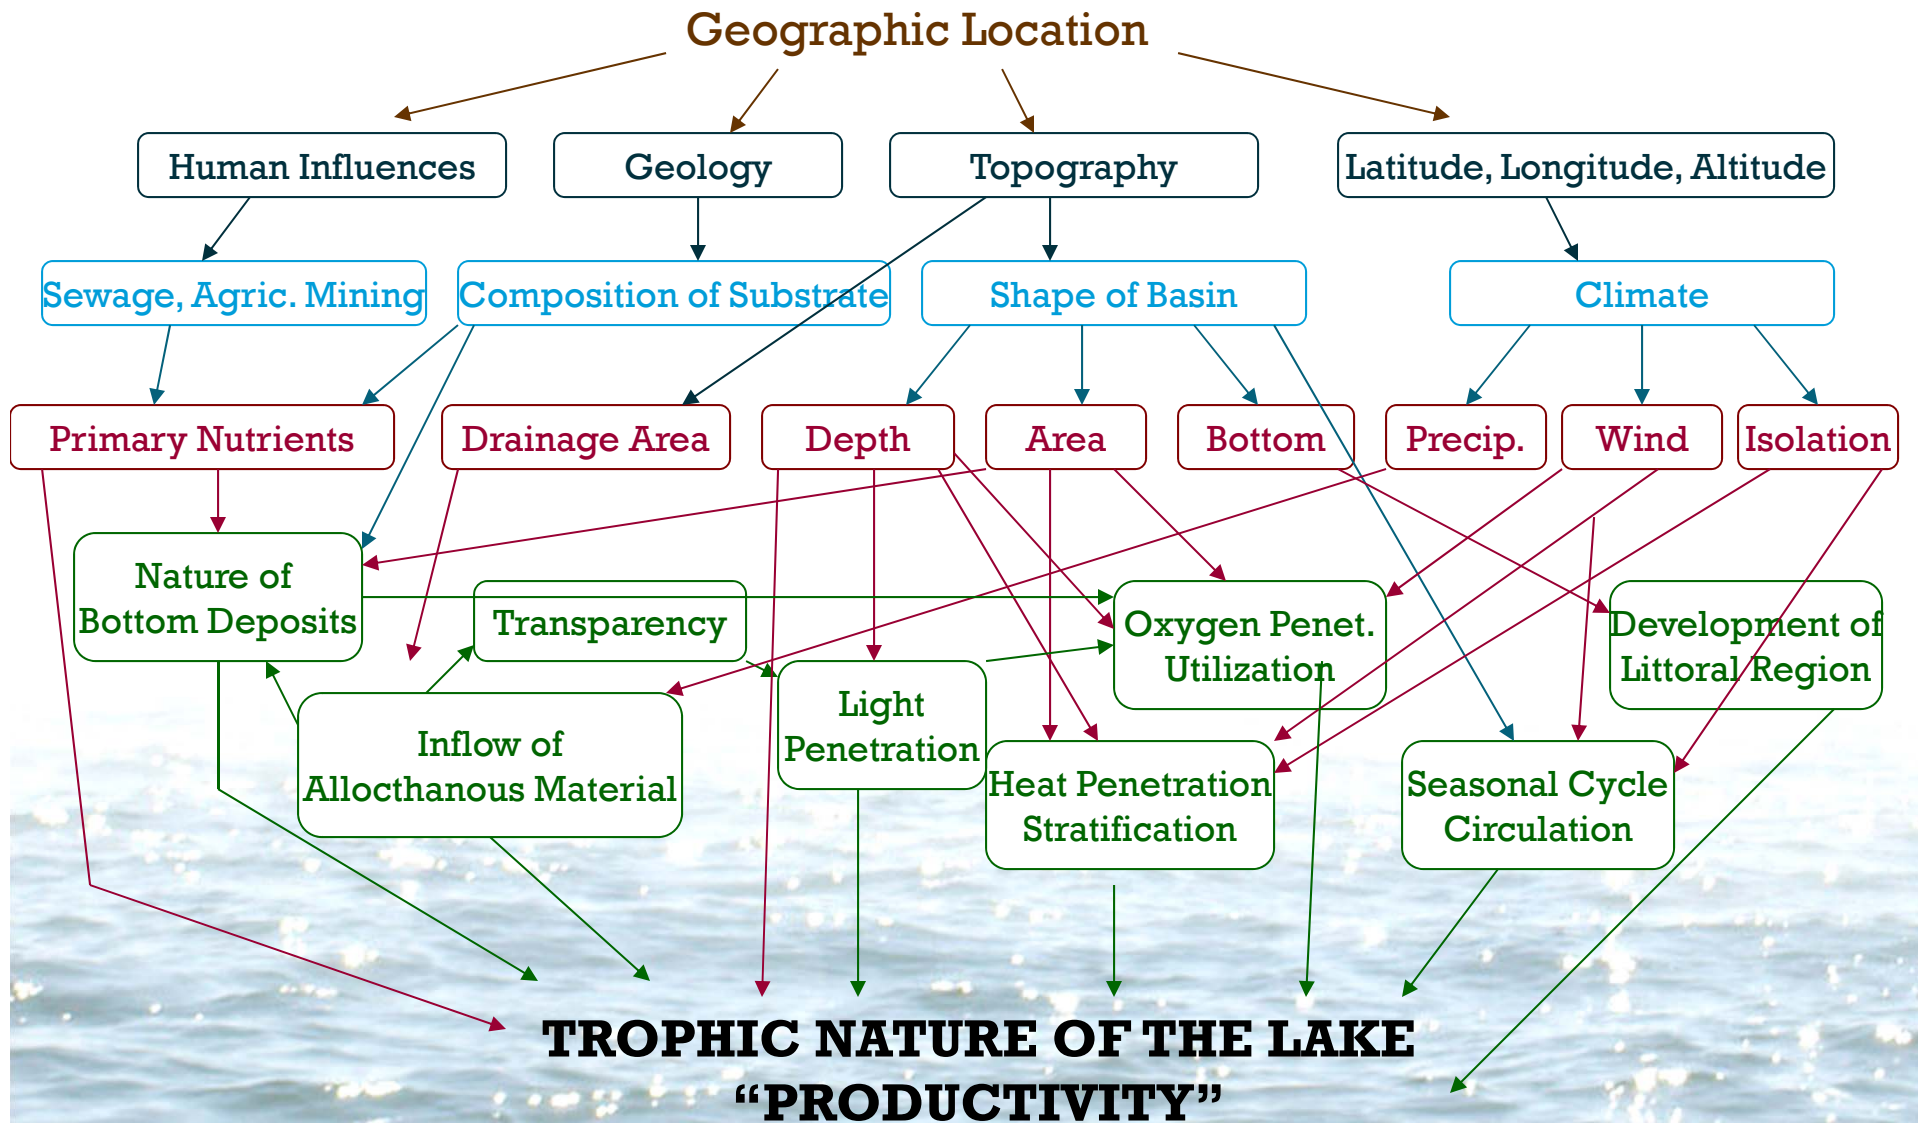 Geographic Location
Human Influences
Geology
Topography
Latitude, Longitude, Altitude
Sewage, Agric. Mining
Composition of Substrate
Shape of Basin
Climate
Primary Nutrients
Drainage Area
Depth
Area
Bottom
Precip.
Wind
Isolation
Nature of
Bottom Deposits
Transparency
Oxygen Penet.
Utilization
Development of
Littoral Region
Inflow of
Allocthanous Material
Light
Penetration
Heat Penetration
Stratification
Seasonal Cycle
Circulation
TROPHIC NATURE OF THE LAKE
“PRODUCTIVITY”